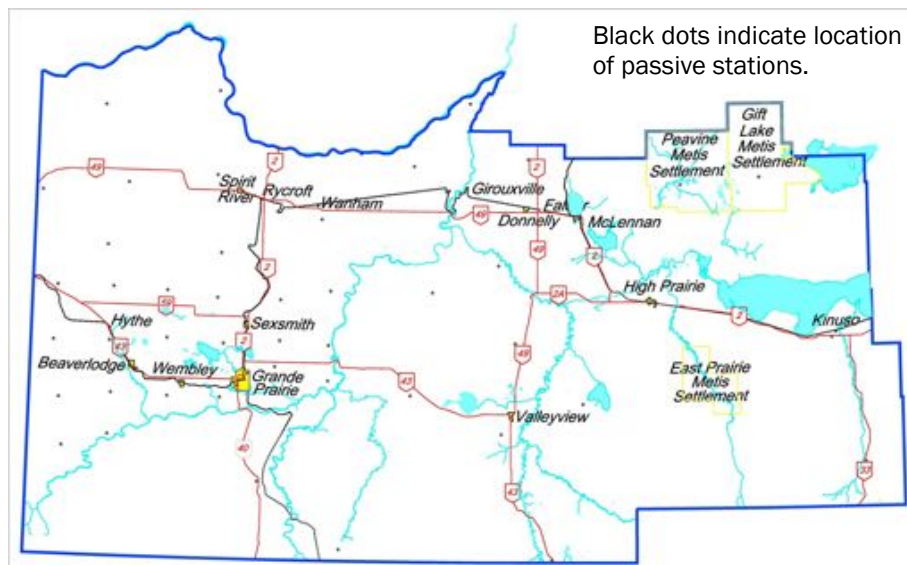 Black dots indicate location
of passive stations.
Gift
Lake
Metis
Settlement
Peavine
Metis
Settlement
49
2
2
Spirit
River
Rycroft
Wanham
Girouxville
49
Donnelly
McLennan
49
2
2
59
2A
High Prairie
Hythe
Sexsmith
2
2
Kinuso
43
Beaverlodge
Wembley
Grande
Prairie
43
49
East Prairie
Metis
Settlement
Valleyview
40
43
33